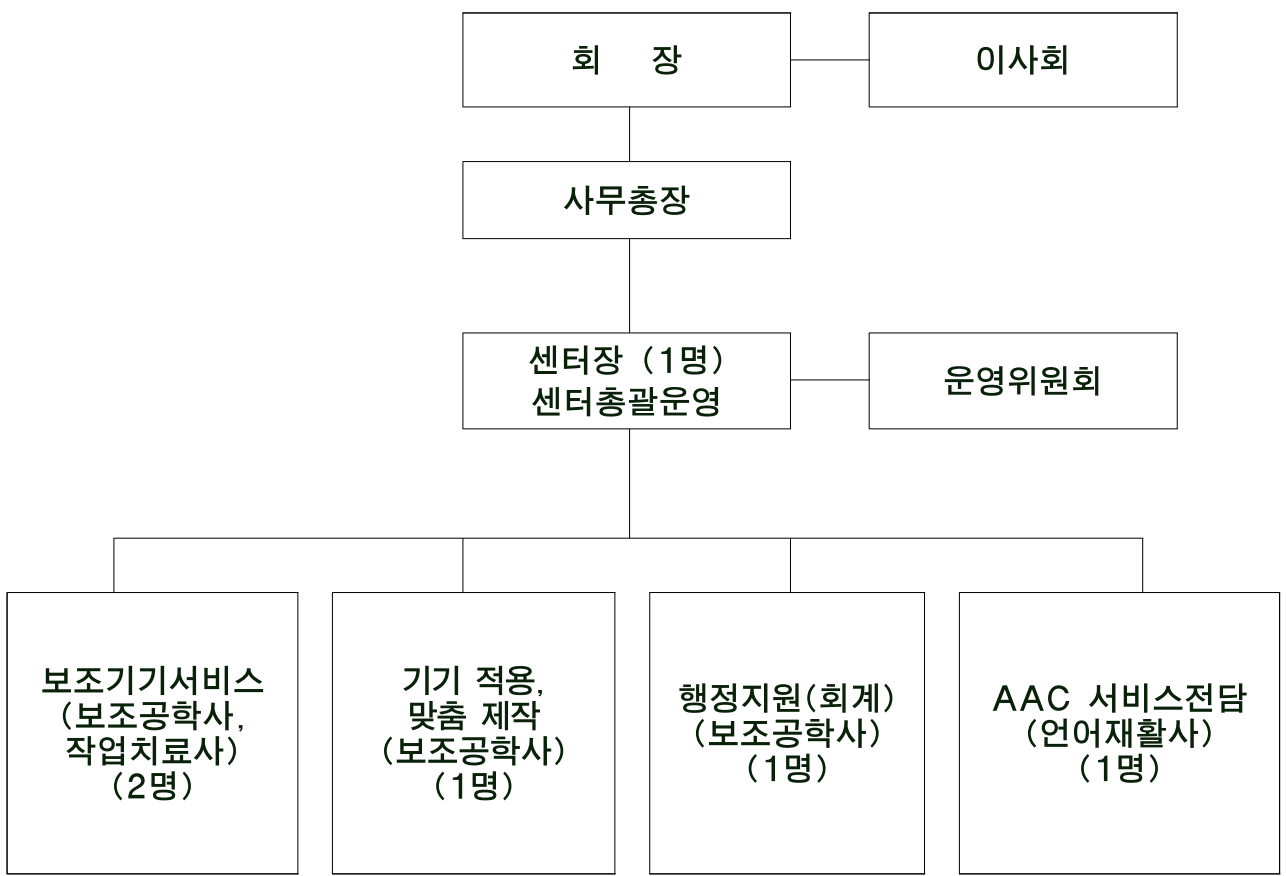 회 장
이사회
사무총장
센터장 (1명)
센터총괄운영
운영위원회
보조기기서비스
(보조공학사,
작업치료사)
(2명)
기기 적용,
맞춤 제작
(보조공학사)
(1명)
행정지원(회계)
(보조공학사)
(1명)
AAC 서비스전담
(언어재활사)
(1명)